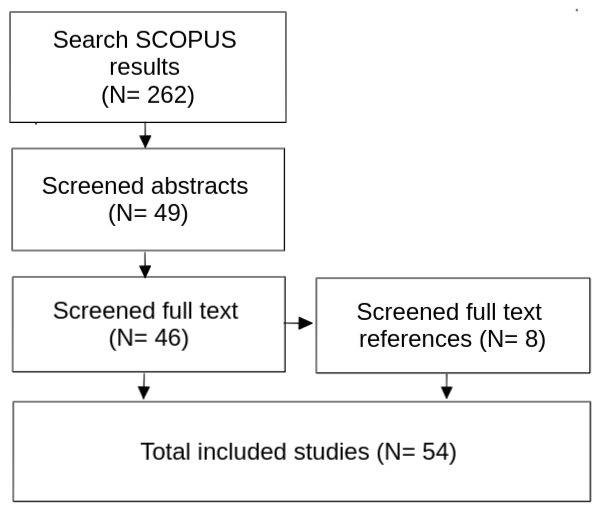 Search SCOPUS
results
(N= 262)
Screened abstracts
(N= 49)
Screened full text
(N= 46)
Screened full text
references (N= 8)
Total included studies (N= 54)